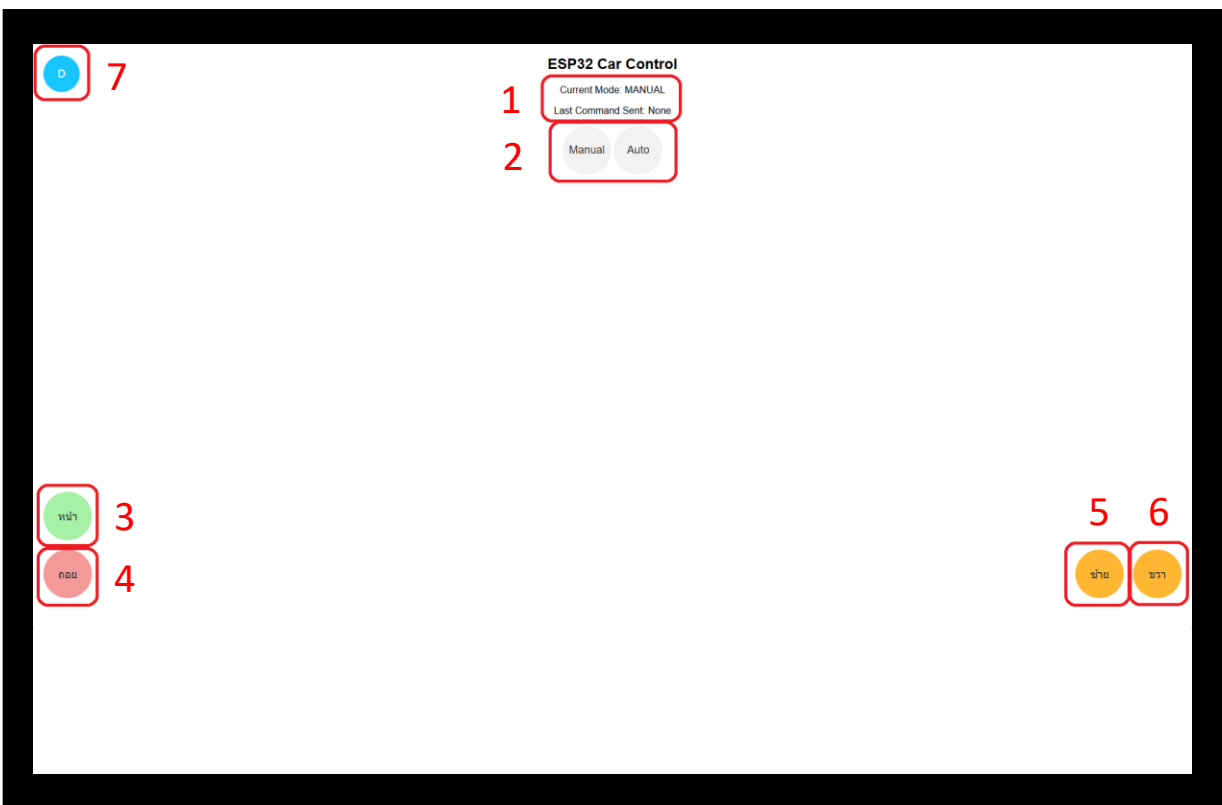 D
7
ESP32 Car Control
1
Current Mode: MANUAL
Last Command Sent: None
2
Manual Auto
หน้า
3
5 6
ถอย
4
ซ้าย
ขวา